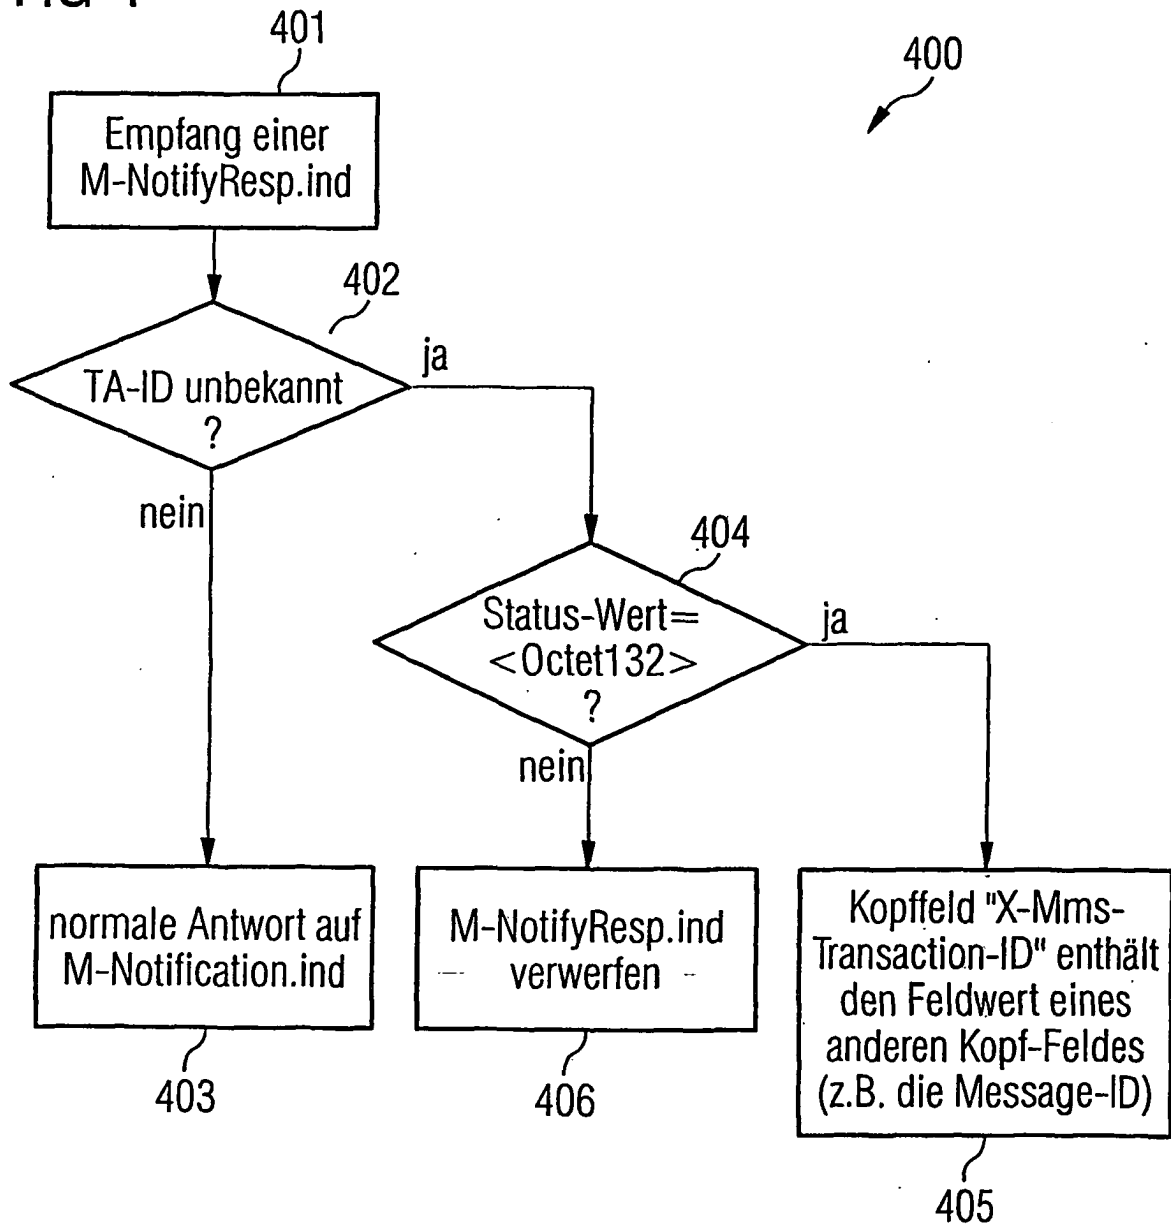 401
400
Empfang einer
M-NotifyResp.ind
402
ja
TA-ID unbekannt
?
nein
404
Status-Wert=
<Octet132>
?
ja
nein
normale Antwort auf
M-Notification.ind
M-NotifyResp.ind
verwerfen
Kopffeld "X-Mms-
Transaction-ID" enthält
den Feldwert eines
anderen Kopf-Feldes
(z.B. die Message-ID)
403
406
405